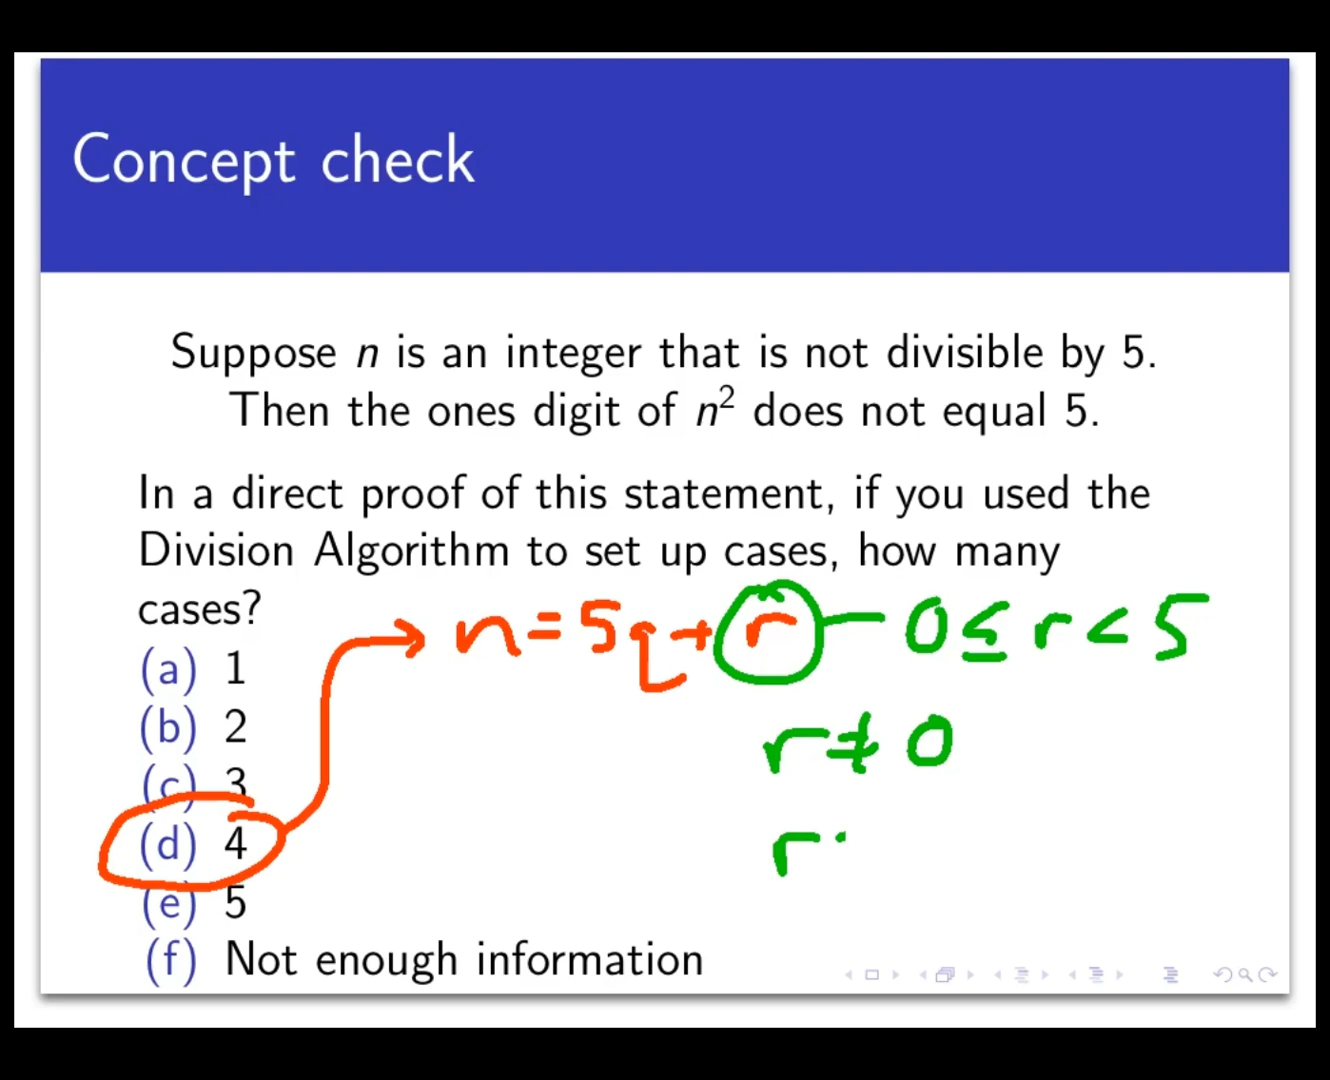 Concept check
Suppose n is an integer that is not divisible by 5.
Then the ones digit of n² does not equal 5.
In a direct proof of this statement, if you used the
Division Algorithm to set up cases, how many
cases?
n = 5q + r — 0 ≤ r < 5
(a) 1
(b) 2
r ≠ 0
(c) 3
(d) 4
r
(e) 5
(f) Not enough information